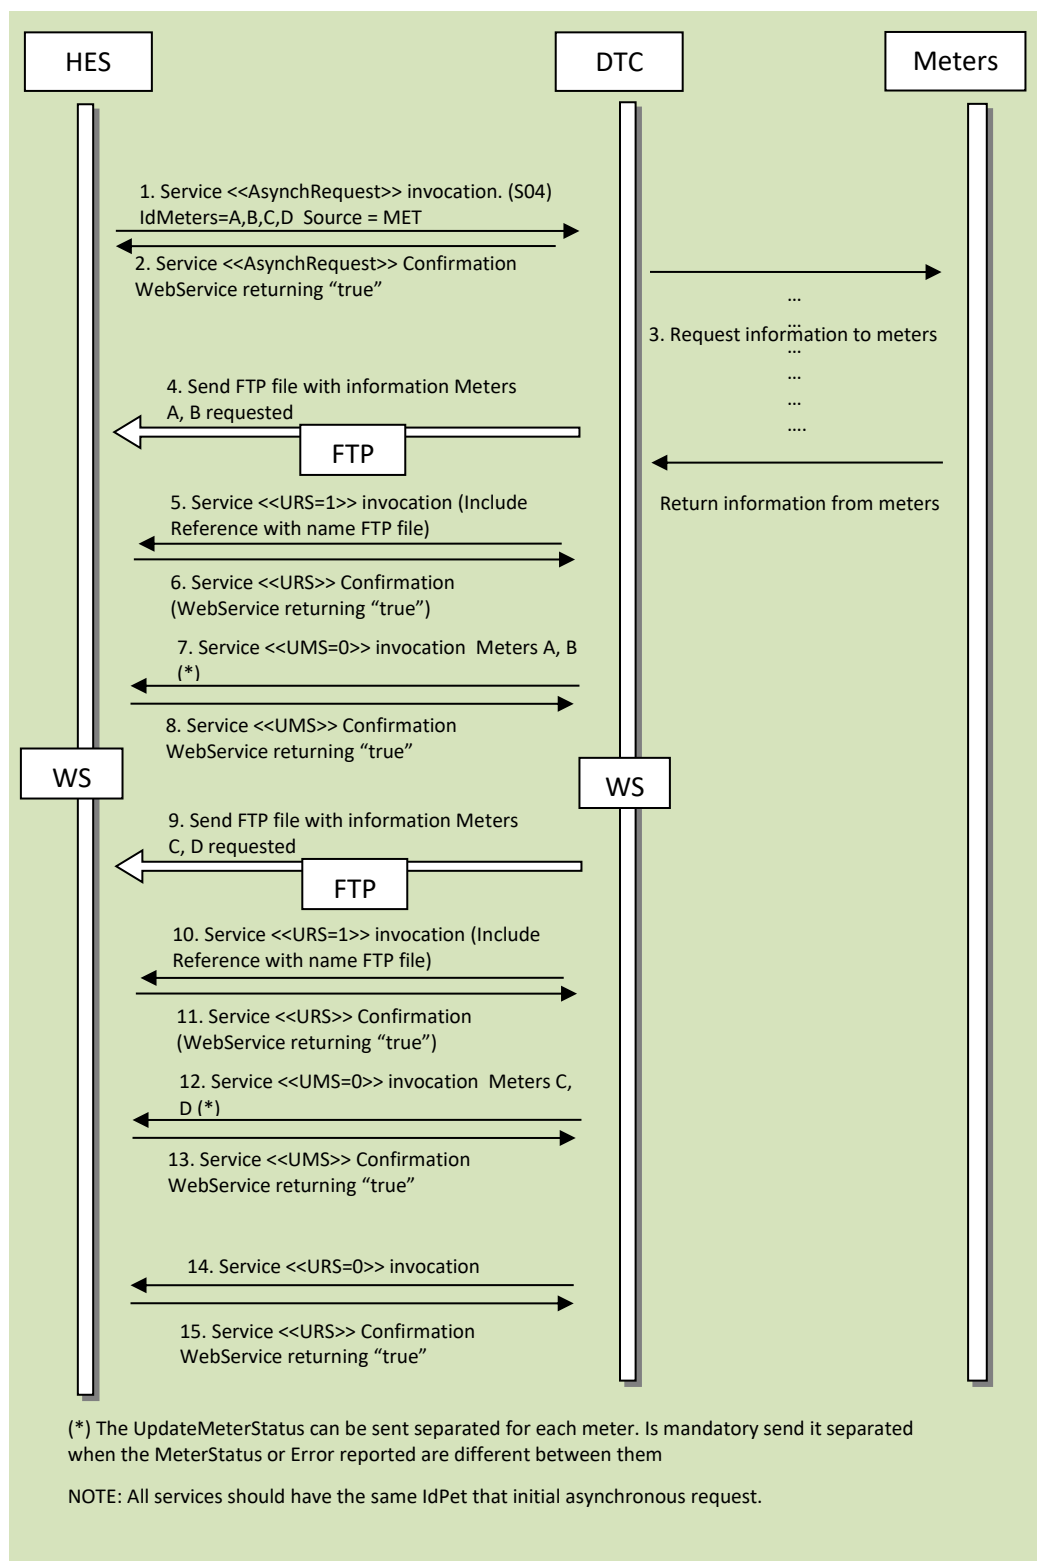 HES
DTC
Meters
1. Service <<AsynchRequest>> invocation. (S04)
IdMeters=A,B,C,D  Source = MET
2. Service <<AsynchRequest>> Confirmation
WebService returning “true”
...
...
3. Request information to meters
...
...
...
....
4. Send FTP file with information Meters
A, B requested
FTP
Return information from meters
5. Service <<URS=1>> invocation (Include
Reference with name FTP file)
6. Service <<URS>> Confirmation
(WebService returning “true”)
7. Service <<UMS=0>> invocation  Meters A, B
(*)
8. Service <<UMS>> Confirmation
WebService returning “true”
WS
WS
9. Send FTP file with information Meters
C, D requested
FTP
10. Service <<URS=1>> invocation (Include
Reference with name FTP file)
11. Service <<URS>> Confirmation
(WebService returning “true”)
12. Service <<UMS=0>> invocation  Meters C,
D (*)
13. Service <<UMS>> Confirmation
WebService returning “true”
14. Service <<URS=0>> invocation
15. Service <<URS>> Confirmation
WebService returning “true”
(*) The UpdateMeterStatus can be sent separated for each meter. Is mandatory send it separated
when the MeterStatus or Error reported are different between them
NOTE: All services should have the same IdPet that initial asynchronous request.